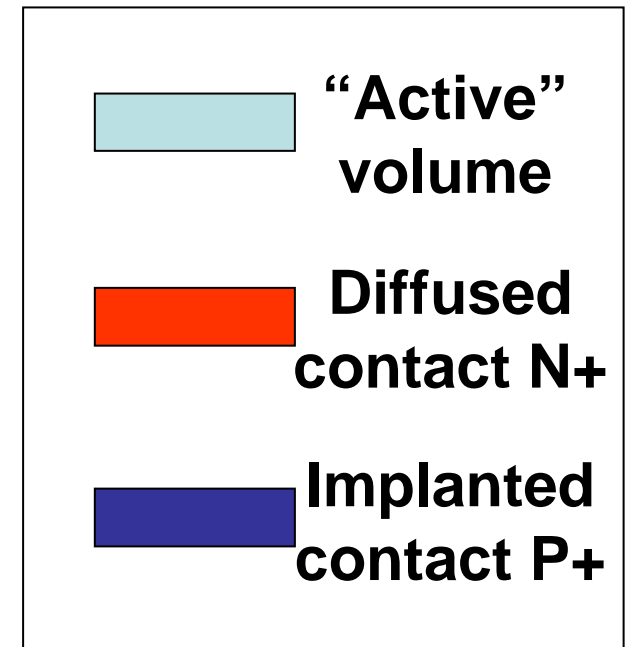 “Active”
volume
Diffused
contact N+
Implanted
contact P+